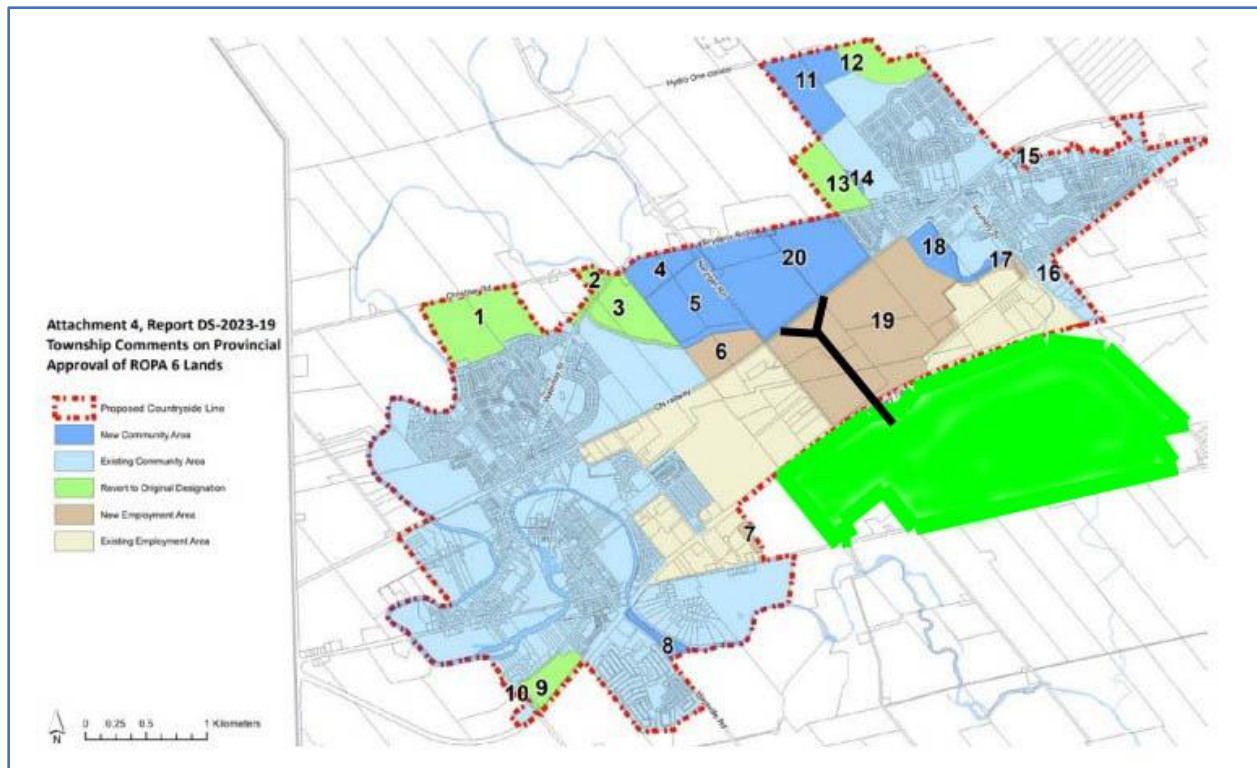 Hydro One corridor
12
11
15
13
14
20
18
17
16
4
2
5
3
19
1
6
CN railway
Attachment 4, Report DS-2023-19
Township Comments on Provincial
Approval of ROPA 6 Lands
Proposed Countryside Line
New Community Area
Existing Community Area
Revert to Original Designation
New Employment Area
Existing Employment Area
7
8
10
9
N
0 0.25 0.5 1 Kilometers